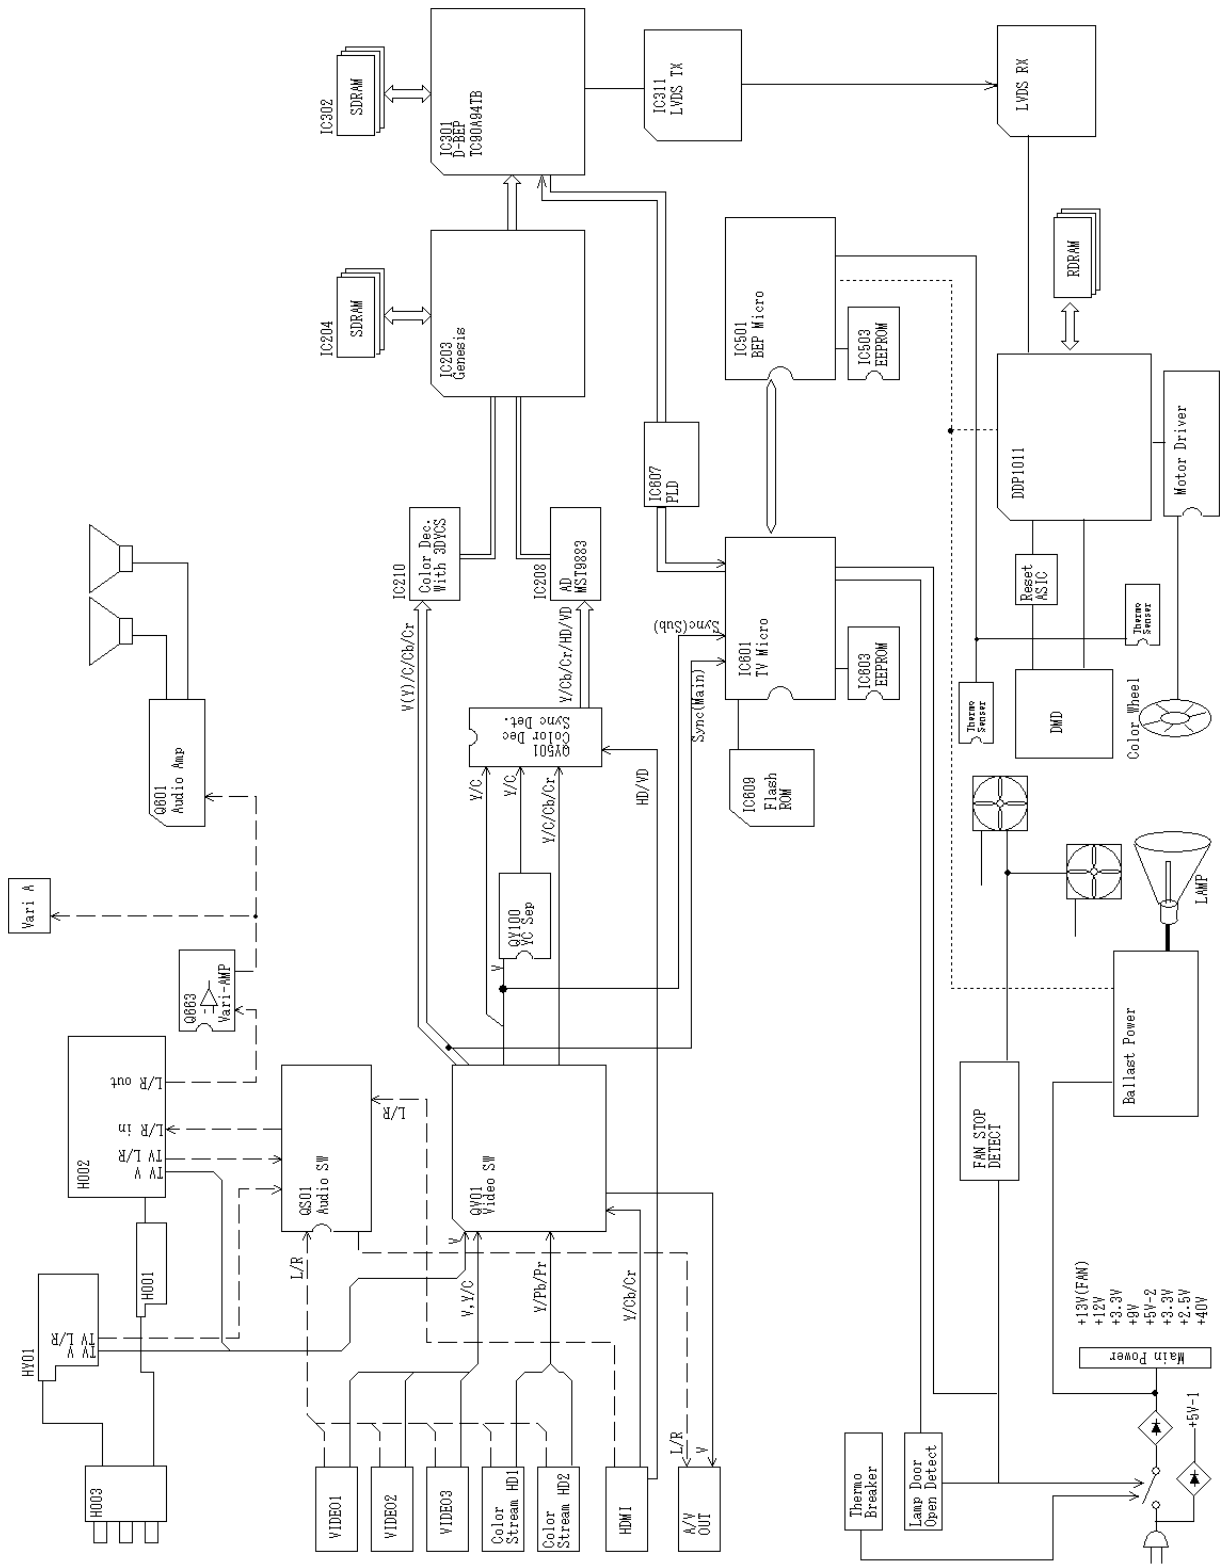 IC302
SDRAM
IC301
D-BEP
TC90A94TB
IC311
LVDS TX
LVDS RX
IC204
SDRAM
IC203
Genesis
IC501
BEP Micro
IC503
EEPROM
RDRAM
IC607
PLD
DDP1011
Motor Driver
IC210
Color Dec.
With 3DYCS
IC208
AD
MST9883
V(Y)/C/Cb/Cr
Y/Cb/Cr/HD/VD
Sync(Sub)
Sync(Main)
IC601
TV Micro
IC603
EEPROM
Reset
ASIC
Thermo
Senser
Thermo
Senser
DMD
Color Wheel
QY501
Color Dec
Sync Det.
IC609
Flash
ROM
Q601
Audio Amp
Vari A
Q663
Vari-AMP
Y/C
Y/C
Y/C/Cb/Cr
HD/VD
V
QY100
YC Sep
LAMP
Ballast Power
H002
L/R out
L/R in
TV L/R
TV V
QS01
Audio SW
L/R
L/R
QV01
Video SW
FAN STOP
DETECT
H001
HY01
TV L/R
TV V
H003
V
V,Y/C
Y/Pb/Pr
Y/Cb/Cr
+13V(FAN)
+12V
+3.3V
+9V
+5V-2
+3.3V
+2.5V
+40V
Main Power
+5V-1
VIDEO1
VIDEO2
VIDEO3
Color
Stream HD1
Color
Stream HD2
HDMI
L/R
V
A/V
OUT
Thermo
Breaker
Lamp Door
Open Detect